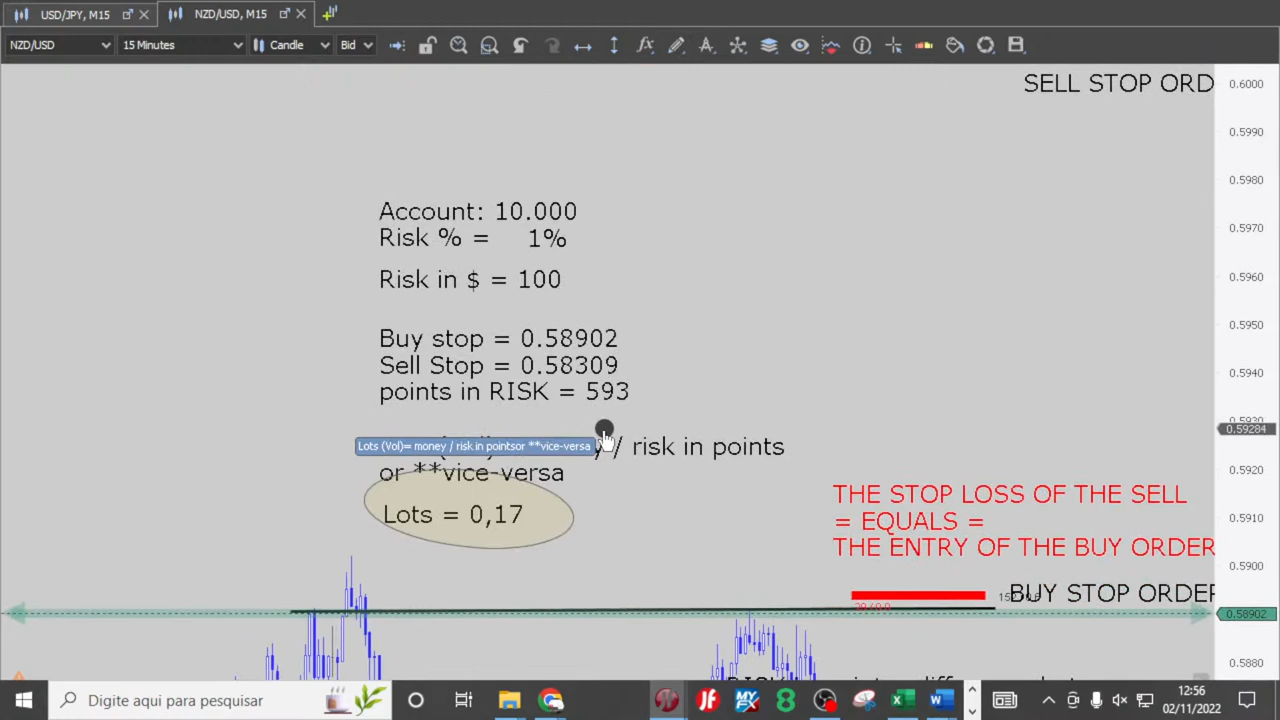 USD/JPY, M15
NZD/USD, M15
NZD/USD
15 Minutes
Candle
Bid
SELL STOP ORD
0.6000
0.5990
0.5980
0.5970
0.5960
0.5950
0.5940
0.59284
0.5920
0.5910
0.5900
0.58902
0.5880
Account: 10.000
Risk % = 1%
Risk in $ = 100
Buy stop = 0.58902
Sell Stop = 0.58309
points in RISK = 593
Lots (Vol)= money / risk in pointsor **vice-versa
/ risk in points
or **vice-versa
Lots = 0,17
THE STOP LOSS OF THE SELL
= EQUALS =
THE ENTRY OF THE BUY ORDER
BUY STOP ORDER
Digite aqui para pesquisar
12:56
02/11/2022